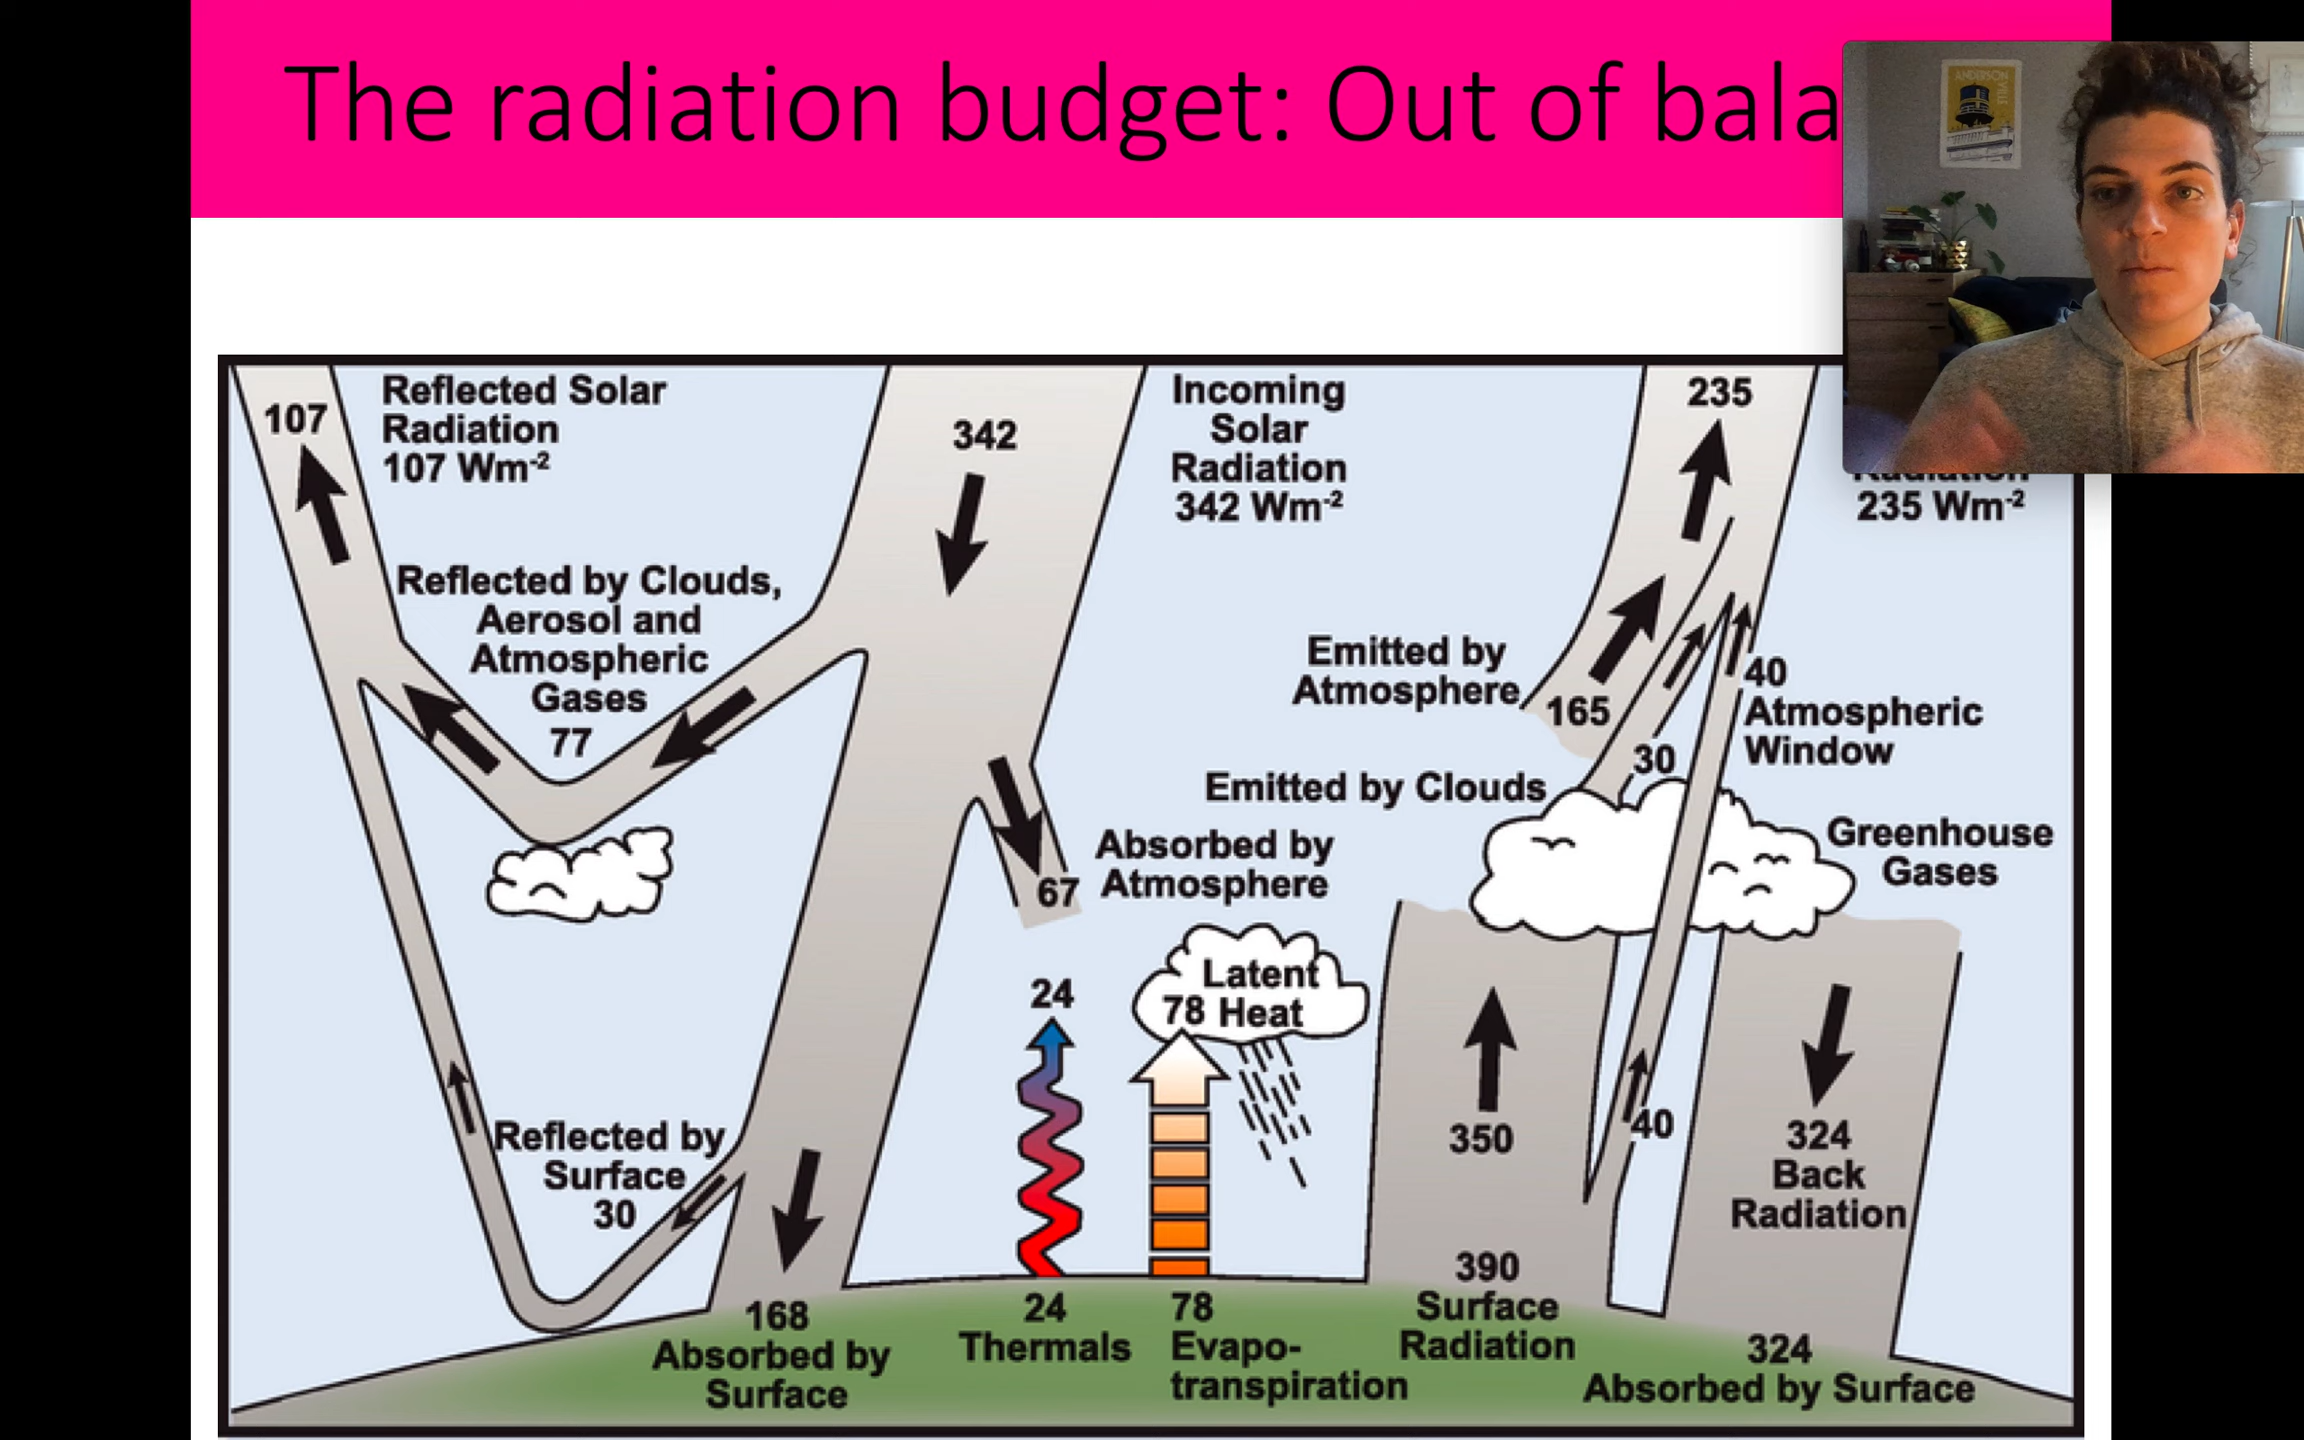 The radiation budget: Out of bala
ANDERSON
VILLE
107
Reflected Solar
Radiation
107 Wm-2
342
Incoming
Solar
Radiation
342 Wm-2
235
Radiation
235 Wm-2
Reflected by Clouds,
Aerosol and
Atmospheric
Gases
77
Emitted by
Atmosphere
165
40
Atmospheric
Window
30
Emitted by Clouds
Greenhouse
Gases
Absorbed by
Atmosphere
67
24
Latent
78 Heat
350
40
324
Back
Radiation
Reflected by
Surface
30
390
Surface
Radiation
168
Absorbed by
Surface
24
Thermals
78
Evapo-
transpiration
324
Absorbed by Surface